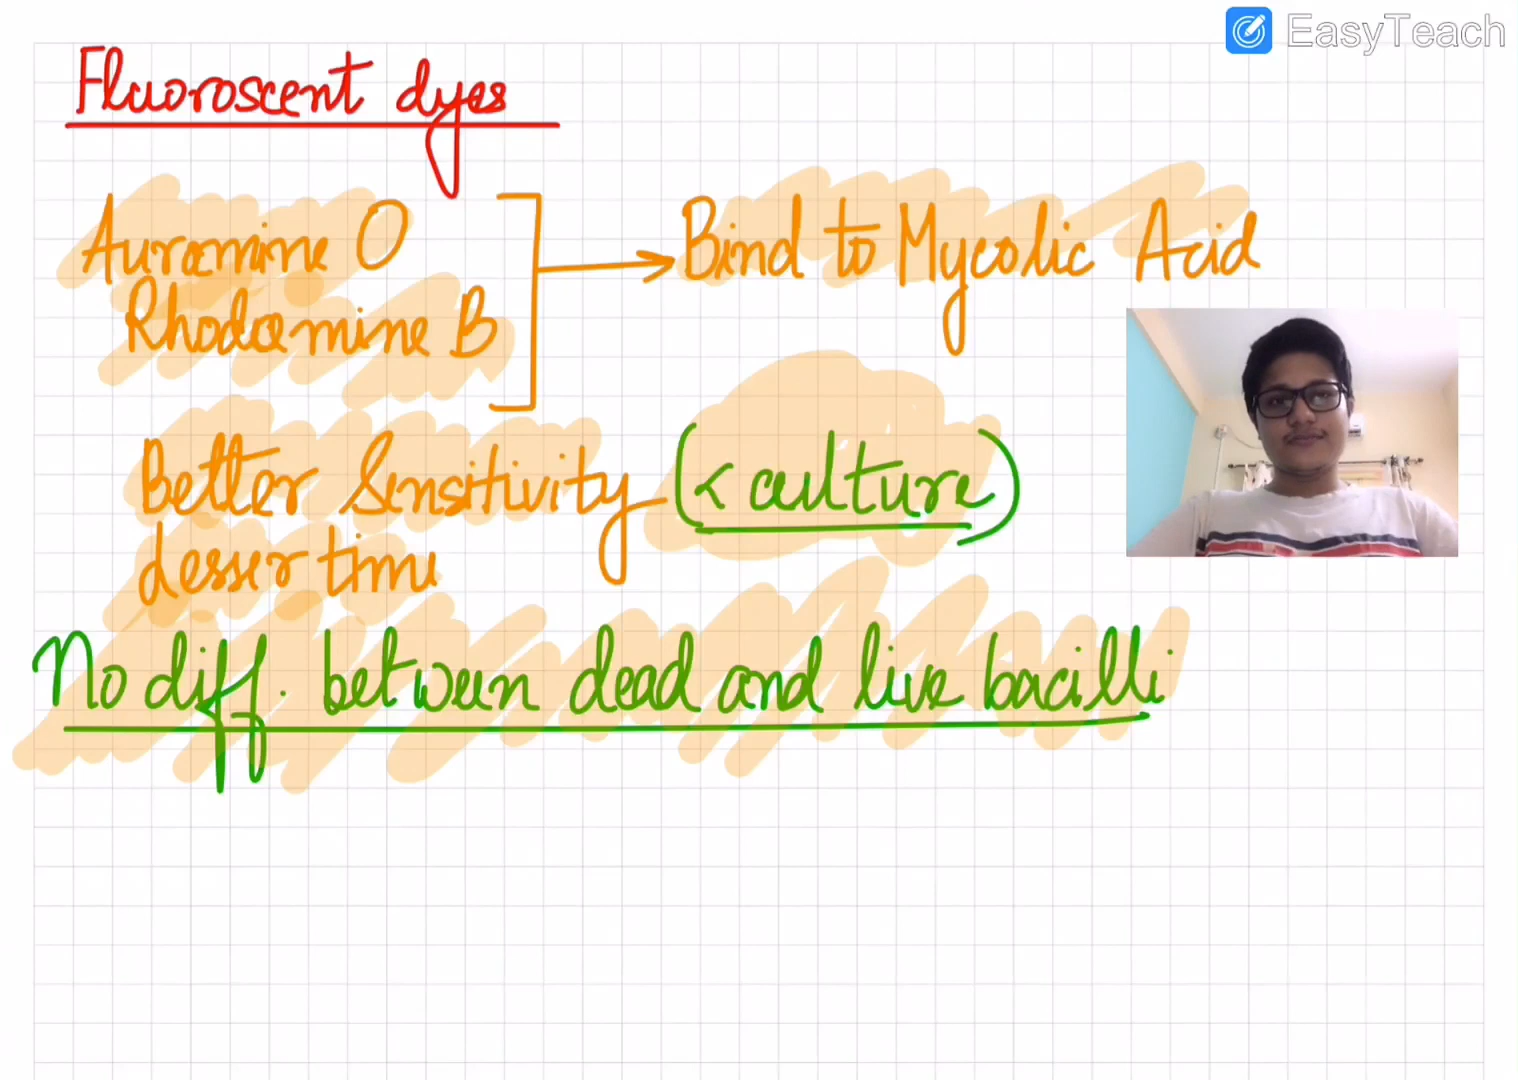 EasyTeach
Fluoroscent dyes
Auramine O
Rhodamine B
Bind to Mycolic Acid
Better Sensitivity (< culture)
Lesser time
No diff. between dead and live bacilli